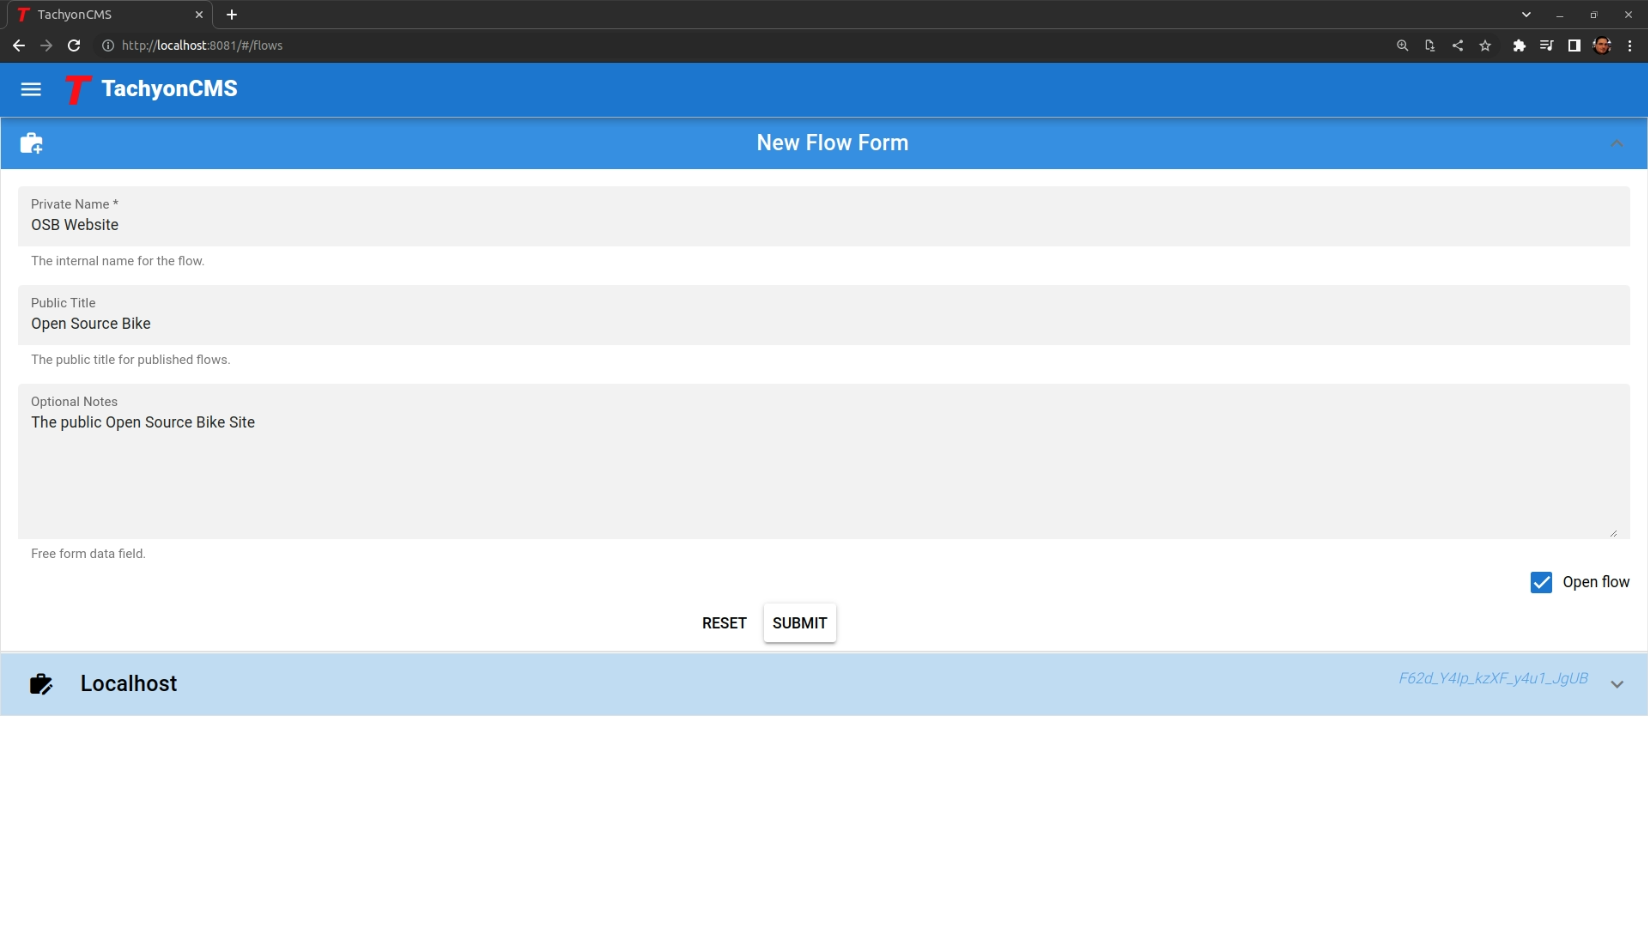 TachyonCMS
http://localhost:8081/#/flows
TachyonCMS
New Flow Form
Private Name *
OSB Website
The internal name for the flow.
Public Title
Open Source Bike
The public title for published flows.
Optional Notes
The public Open Source Bike Site
Free form data field.
Open flow
RESET SUBMIT
Localhost
F62d_Y4Ip_kzXF_y4u1_JgUB